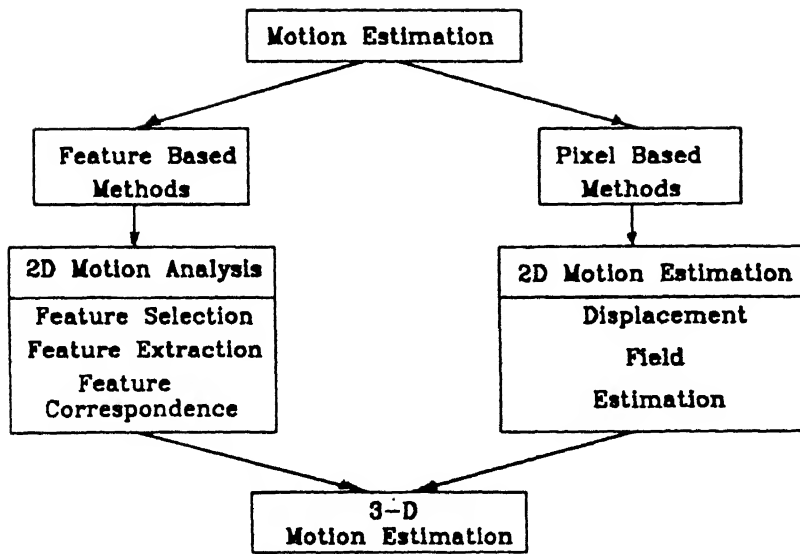 Motion Estimation
Feature Based
Methods
Pixel Based
Methods
2D Motion Analysis
Feature Selection
Feature Extraction
Feature
Correspondence
2D Motion Estimation
Displacement
Field
Estimation
3-D
Motion Estimation